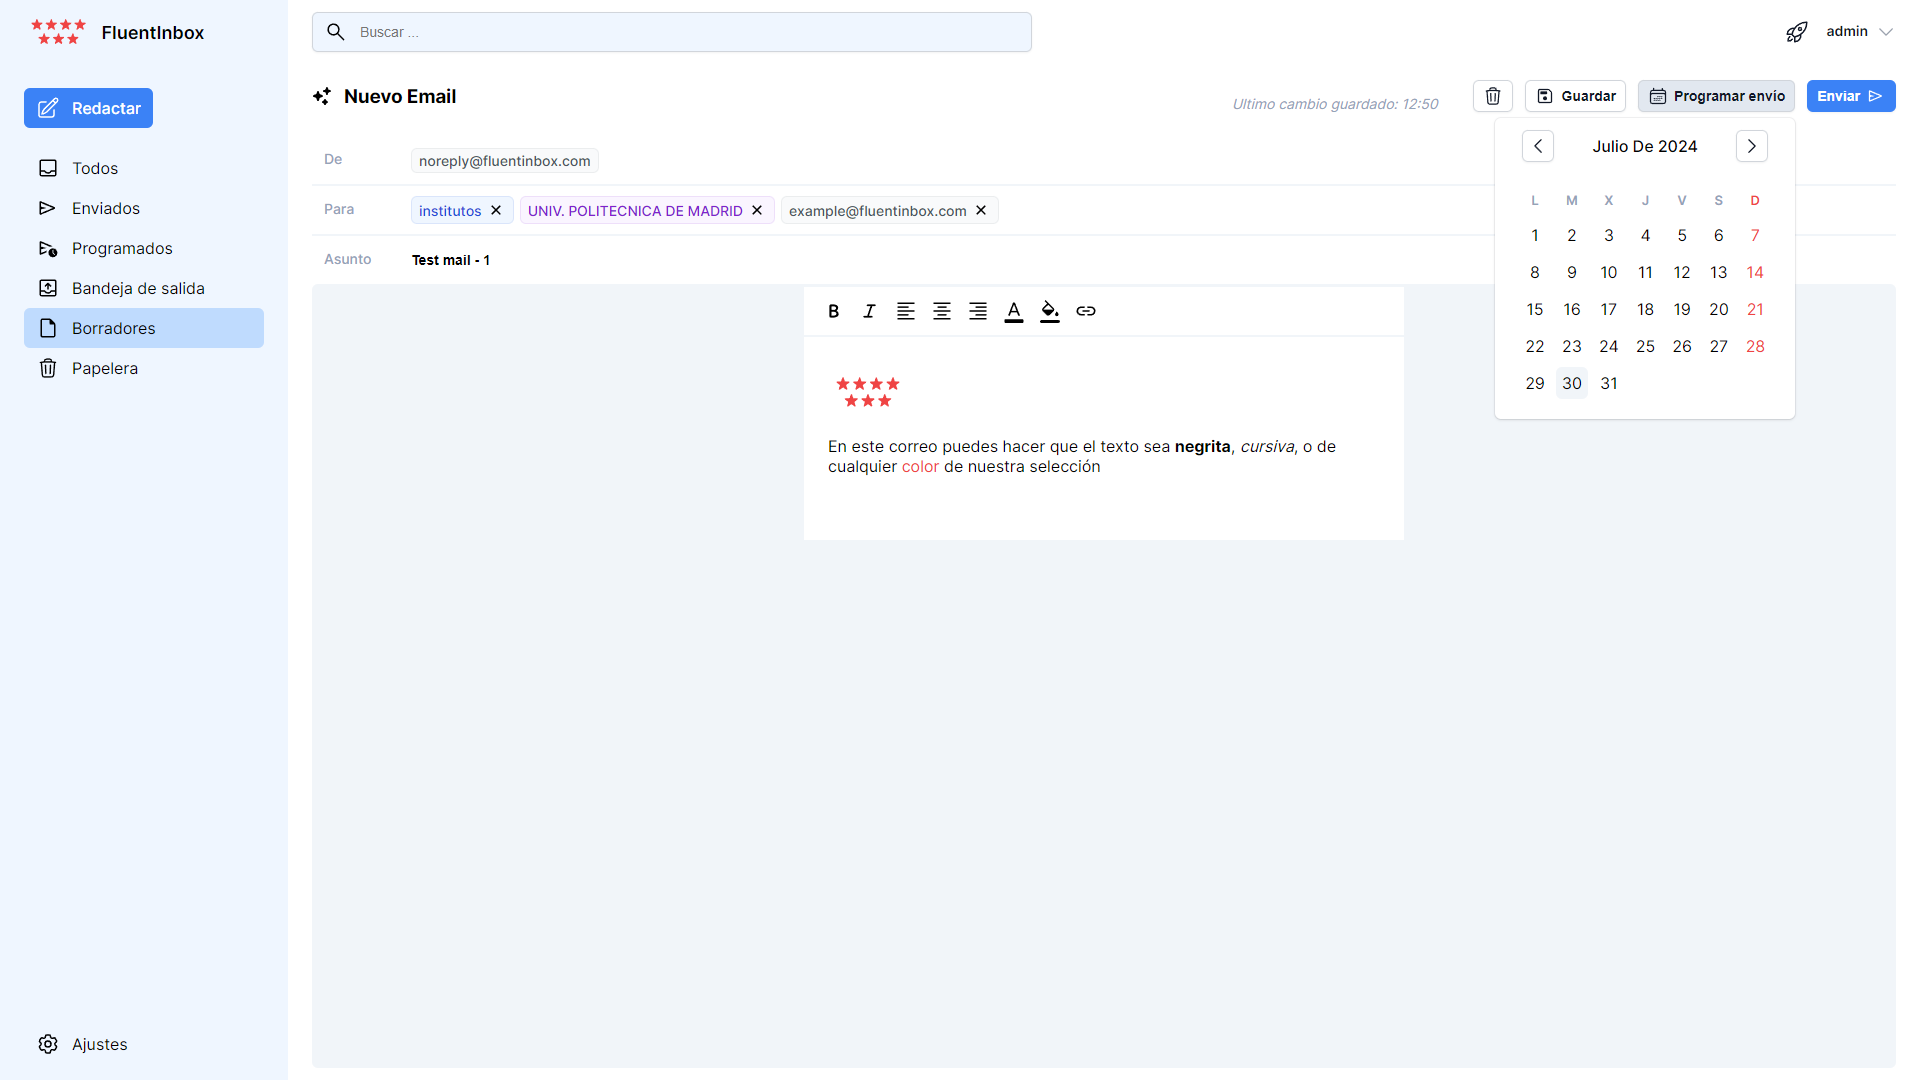 FluentInbox
Redactar
Todos
Enviados
Programados
Bandeja de salida
Borradores
Papelera
Ajustes
Buscar ...
admin
Nuevo Email
Ultimo cambio guardado: 12:50
Guardar
Programar envío
Enviar
De
noreply@fluentinbox.com
Para
institutos
UNIV. POLITECNICA DE MADRID
example@fluentinbox.com
Asunto
Test mail - 1
B I A
En este correo puedes hacer que el texto sea negrita, cursiva, o de
cualquier color de nuestra selección
Julio De 2024
L M X J V S D
1 2 3 4 5 6 7
8 9 10 11 12 13 14
15 16 17 18 19 20 21
22 23 24 25 26 27 28
29 30 31